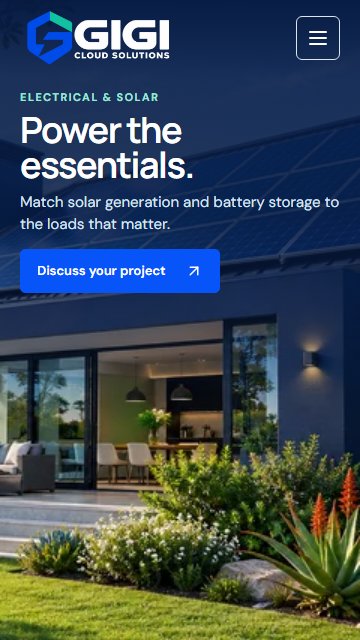 GIGI
CLOUD SOLUTIONS
ELECTRICAL & SOLAR
Power the
essentials.
Match solar generation and battery storage to
the loads that matter.
Discuss your project